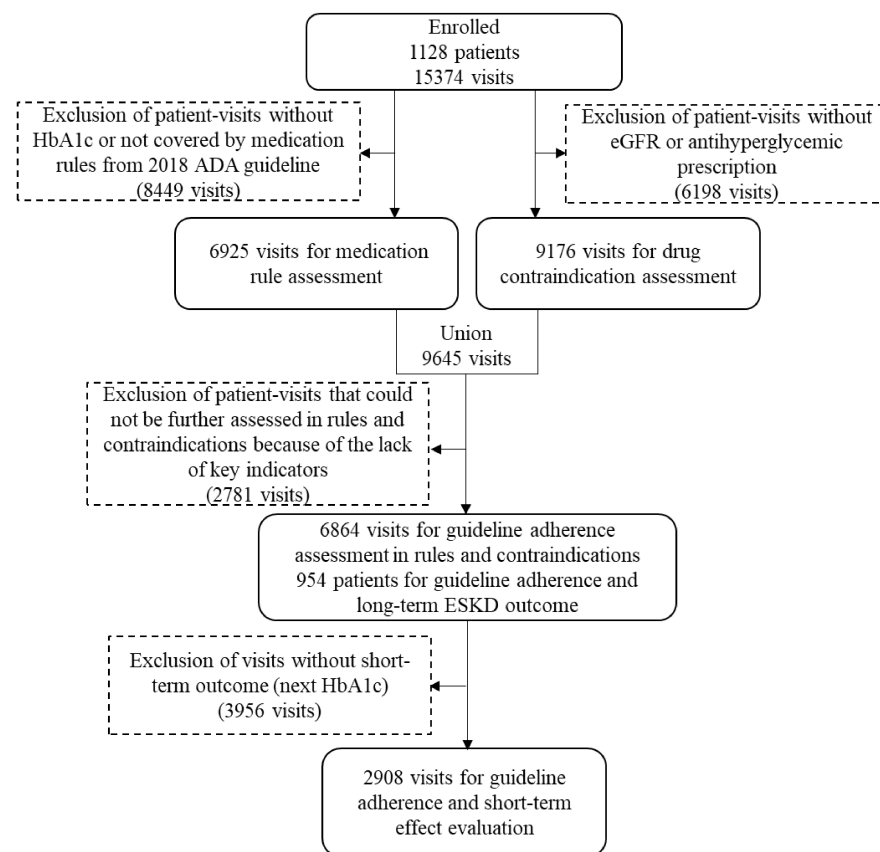 Enrolled
1128 patients
15374 visits
Exclusion of patient-visits without
HbA1c or not covered by medication
rules from 2018 ADA guideline
(8449 visits)
Exclusion of patient-visits without
eGFR or antihyperglycemic
prescription
(6198 visits)
6925 visits for medication
rule assessment
9176 visits for drug
contraindication assessment
Union
9645 visits
Exclusion of patient-visits that could
not be further assessed in rules and
contraindications because of the lack
of key indicators
(2781 visits)
6864 visits for guideline adherence
assessment in rules and contraindications
954 patients for guideline adherence and
long-term ESKD outcome
Exclusion of visits without short-
term outcome (next HbA1c)
(3956 visits)
2908 visits for guideline
adherence and short-term
effect evaluation